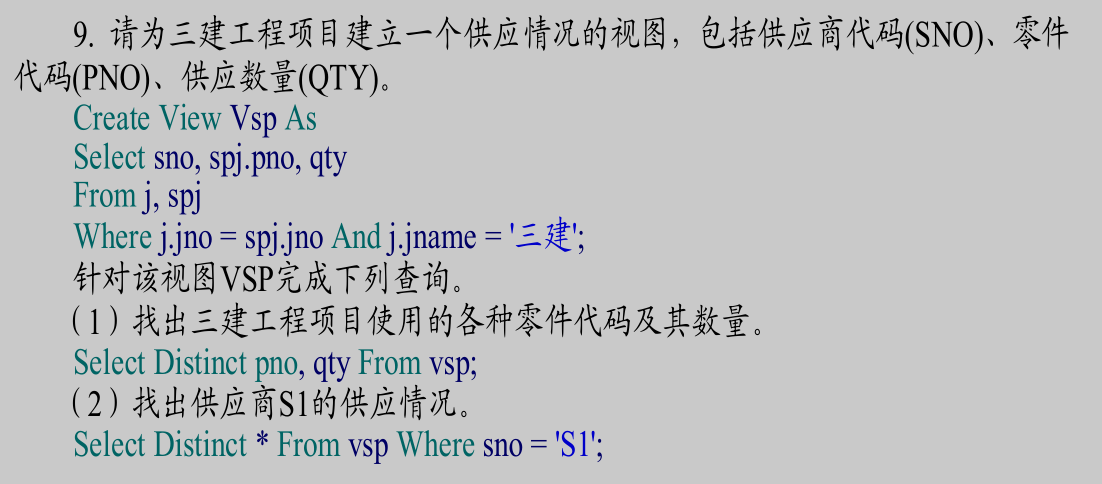 9. 请为三建工程项目建立一个供应情况的视图，包括供应商代码(SNO)、零件
代码(PNO)、供应数量(QTY)。
Create View Vsp As
Select sno, spj.pno, qty
From j, spj
Where j.jno = spj.jno And j.jname = '三建';
针对该视图VSP完成下列查询。
（1）找出三建工程项目使用的各种零件代码及其数量。
Select Distinct pno, qty From vsp;
（2）找出供应商S1的供应情况。
Select Distinct * From vsp Where sno = 'S1';